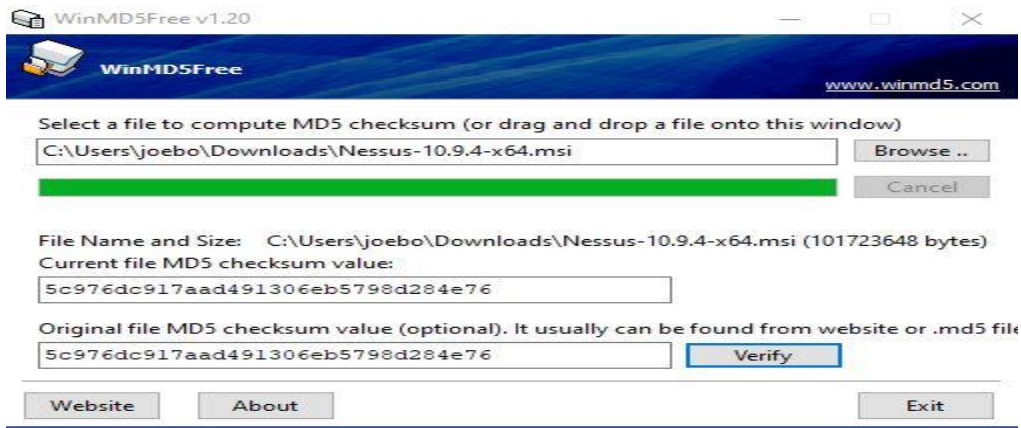 WinMD5Free v1.20
WinMD5Free
www.winmd5.com
Select a file to compute MD5 checksum (or drag and drop a file onto this window)
C:\Users\joebo\Downloads\Nessus-10.9.4-x64.msi
Browse ..
Cancel
File Name and Size: C:\Users\joebo\Downloads\Nessus-10.9.4-x64.msi (101723648 bytes)
Current file MD5 checksum value:
5c976dc917aad491306eb5798d284e76
Original file MD5 checksum value (optional). It usually can be found from website or .md5 file
5c976dc917aad491306eb5798d284e76
Verify
Website
About
Exit